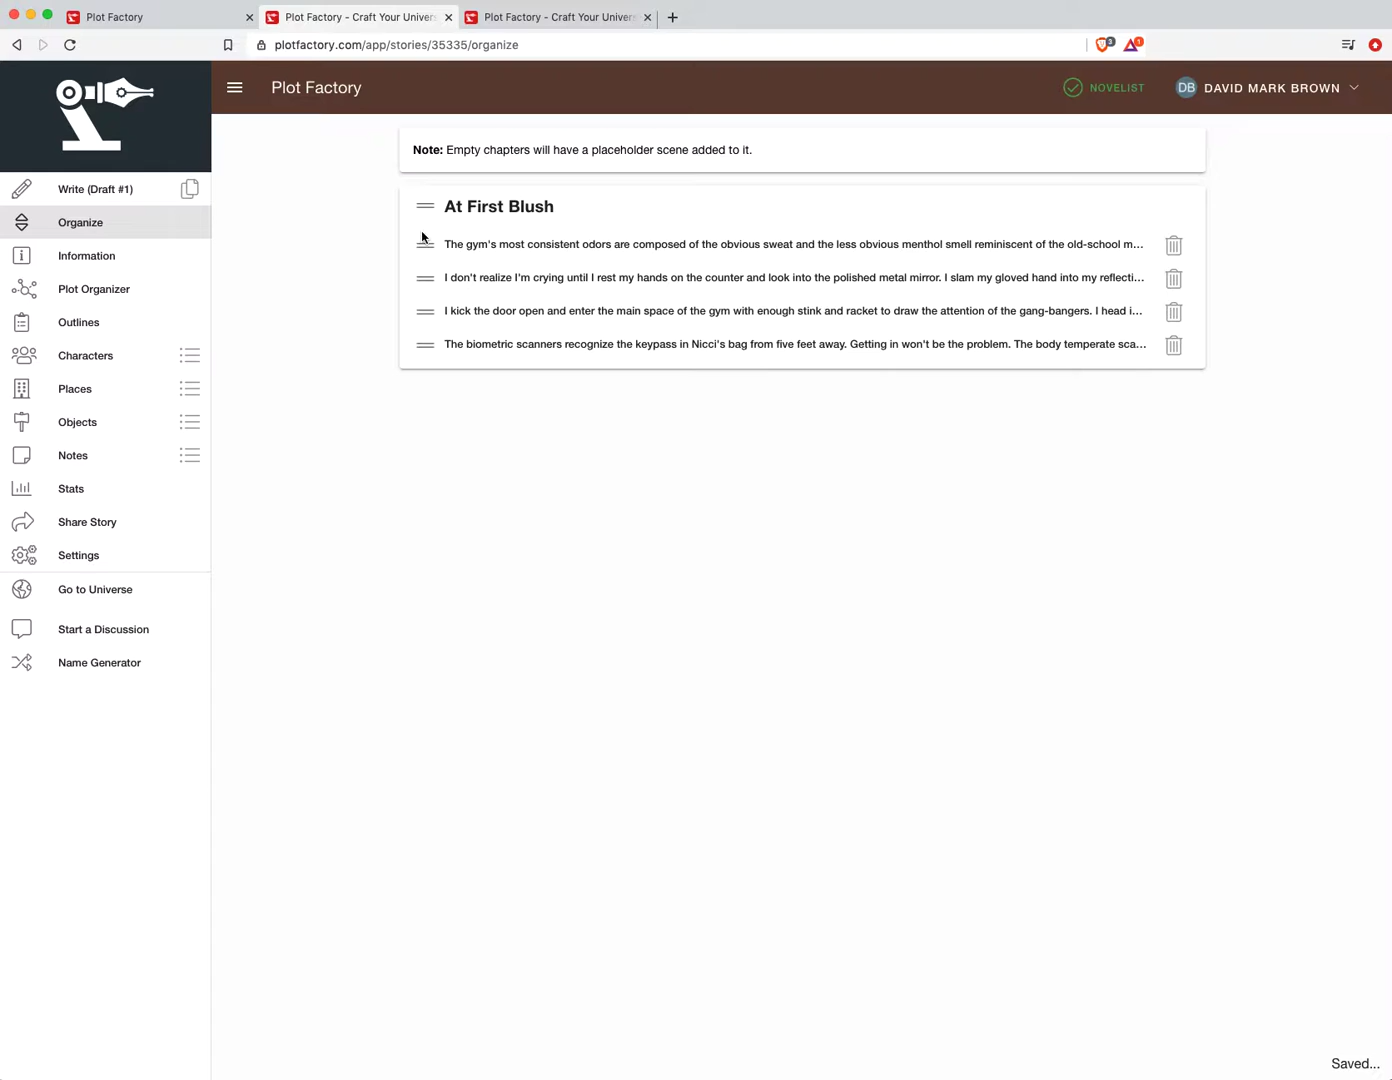 Plot Factory
Plot Factory - Craft Your Univer
Plot Factory - Craft Your Univer
plotfactory.com/app/stories/35335/organize
3
1
Plot Factory
NOVELIST
DB
DAVID MARK BROWN
Write (Draft #1)
Organize
Information
Plot Organizer
Outlines
Characters
Places
Objects
Notes
Stats
Share Story
Settings
Go to Universe
Start a Discussion
Name Generator
Note: Empty chapters will have a placeholder scene added to it.
At First Blush
The gym's most consistent odors are composed of the obvious sweat and the less obvious menthol smell reminiscent of the old-school m...
I don't realize I'm crying until I rest my hands on the counter and look into the polished metal mirror. I slam my gloved hand into my reflecti...
I kick the door open and enter the main space of the gym with enough stink and racket to draw the attention of the gang-bangers. I head i...
The biometric scanners recognize the keypass in Nicci's bag from five feet away. Getting in won't be the problem. The body temperate sca...
Saved...